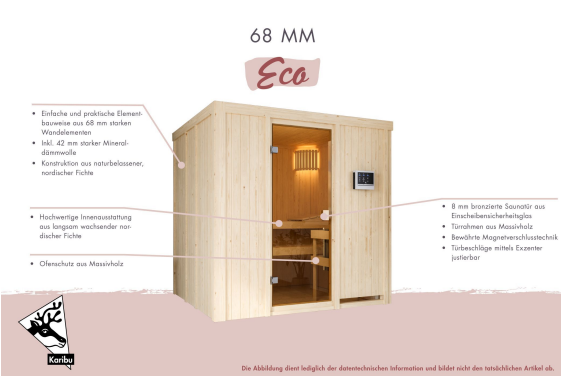 68 MM
Eco
• Einfache und praktische Element-
bauweise aus 68 mm starken
Wandelementen
• Inkl. 42 mm starker Mineral-
dämmwolle
• Konstruktion aus naturbelassener,
nordischer Fichte
• Hochwertige Innenausstattung
aus langsam wachsender nor-
discher Fichte
• Ofenschutz aus Massivholz
• 8 mm bronzierte Saunatür aus
Einscheibensicherheitsglas
• Türrahmen aus Massivholz
• Bewährte Magnetverschlusstechnik
• Türbeschläge mittels Exzenter
justierbar
Karibu
Die Abbildung dient lediglich der datentechnischen Information und bildet nicht den tatsächlichen Artikel ab.